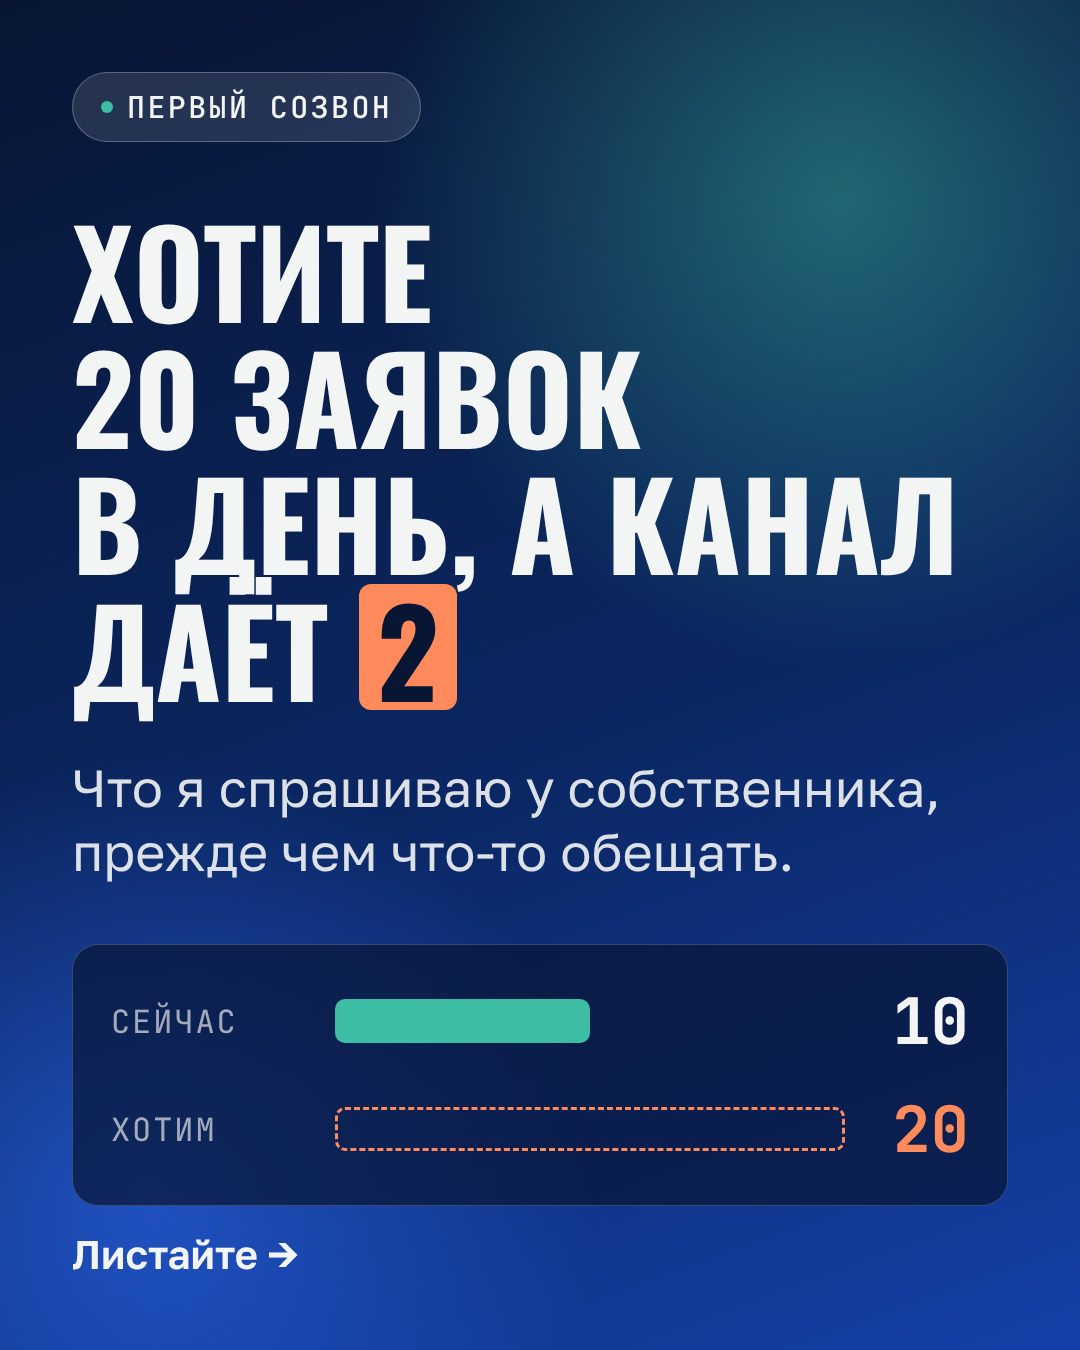 ПЕРВЫЙ СОЗВОН
ХОТИТЕ
20 ЗАЯВОК
В ДЕНЬ, А КАНАЛ
ДАЁТ 2
Что я спрашиваю у собственника,
прежде чем что-то обещать.
СЕЙЧАС 10
ХОТИМ 20
Листайте →